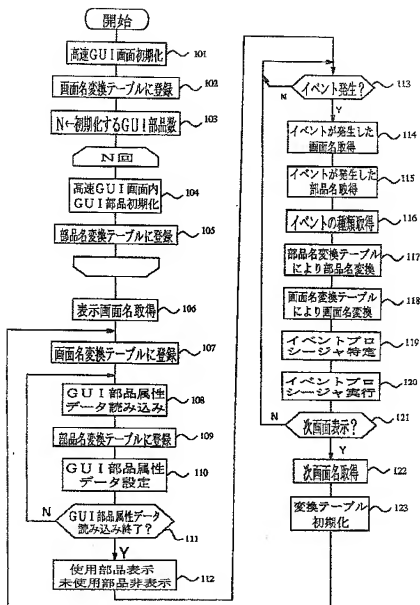 開始
高速GUI画面初期化
101
画面名変換テーブルに登録
102
N←初期化するGUI部品数
103
N回
高速GUI画面内
GUI部品初期化
104
部品名変換テーブルに登録
105
表示画面名取得
106
画面名変換テーブルに登録
107
GUI部品属性
データ読み込み
108
部品名変換テーブルに登録
109
GUI部品属性
データ設定
110
N
GUI部品属性データ
読み込み終了?
111
Y
使用部品表示
未使用部品非表示
112
イベント発生?
113
N
Y
イベントが発生した
画面名取得
114
イベントが発生した
部品名取得
115
イベントの種類取得
116
部品名変換テーブル
により部品名変換
117
画面名変換テーブル
により画面名変換
118
イベントプロ
シージャ特定
119
イベントプロ
シージャ実行
120
N
次画面表示?
121
Y
次画面名取得
122
変換テーブル
初期化
123